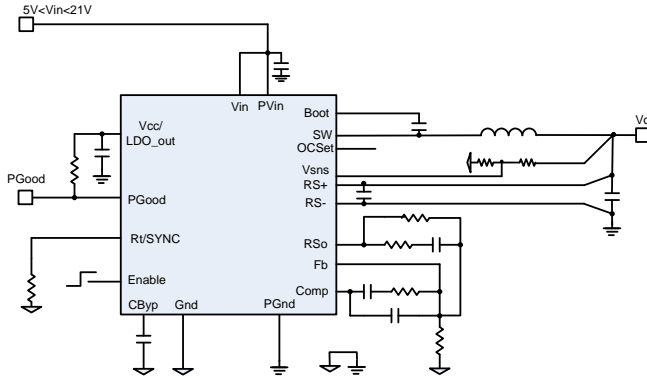 5V<Vin<21V
Vin PVin
Boot
Vcc/
LDO_out
SW
OCSet
Vsns
PGood
RS+
PGood
RS-
Rt/SYNC
RSo
Fb
Enable
Comp
CByp Gnd PGnd